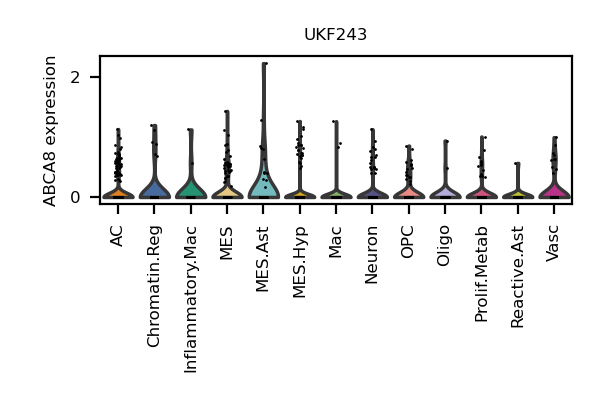 UKF243
ABCA8 expression
2
0
AC
Chromatin.Reg
Inflammatory.Mac
MES
MES.Ast
MES.Hyp
Mac
Neuron
OPC
Oligo
Prolif.Metab
Reactive.Ast
Vasc